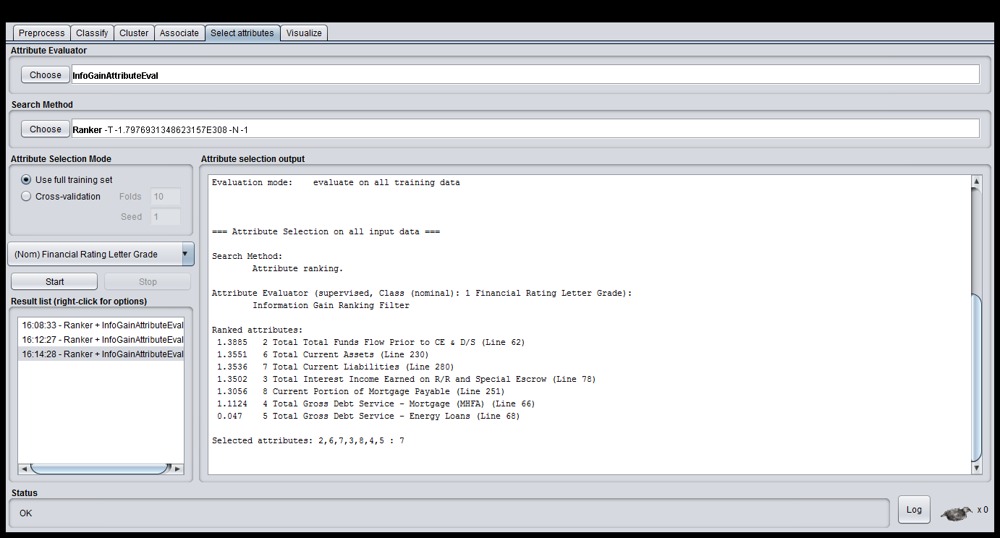 Preprocess Classify Cluster Associate Select attributes Visualize
Attribute Evaluator
Choose InfoGainAttributeEval
Search Method
Choose Ranker -T -1.7976931348623157E308 -N -1
Attribute Selection Mode
Use full training set
Cross-validation Folds 10
Seed 1
(Nom) Financial Rating Letter Grade
Start Stop
Result list (right-click for options)
16:08:33 - Ranker + InfoGainAttributeEval
16:12:27 - Ranker + InfoGainAttributeEval
16:14:28 - Ranker + InfoGainAttributeEval
Attribute selection output
Evaluation mode: evaluate on all training data
=== Attribute Selection on all input data ===
Search Method:
Attribute ranking.
Attribute Evaluator (supervised, Class (nominal): 1 Financial Rating Letter Grade):
Information Gain Ranking Filter
Ranked attributes:
1.3885 2 Total Total Funds Flow Prior to CE & D/S (Line 62)
1.3551 6 Total Current Assets (Line 230)
1.3536 7 Total Current Liabilities (Line 280)
1.3502 3 Total Interest Income Earned on R/R and Special Escrow (Line 78)
1.3056 8 Current Portion of Mortgage Payable (Line 251)
1.1124 4 Total Gross Debt Service - Mortgage (MHFA) (Line 66)
0.047 5 Total Gross Debt Service - Energy Loans (Line 68)
Selected attributes: 2,6,7,3,8,4,5 : 7
Status
OK
Log x 0